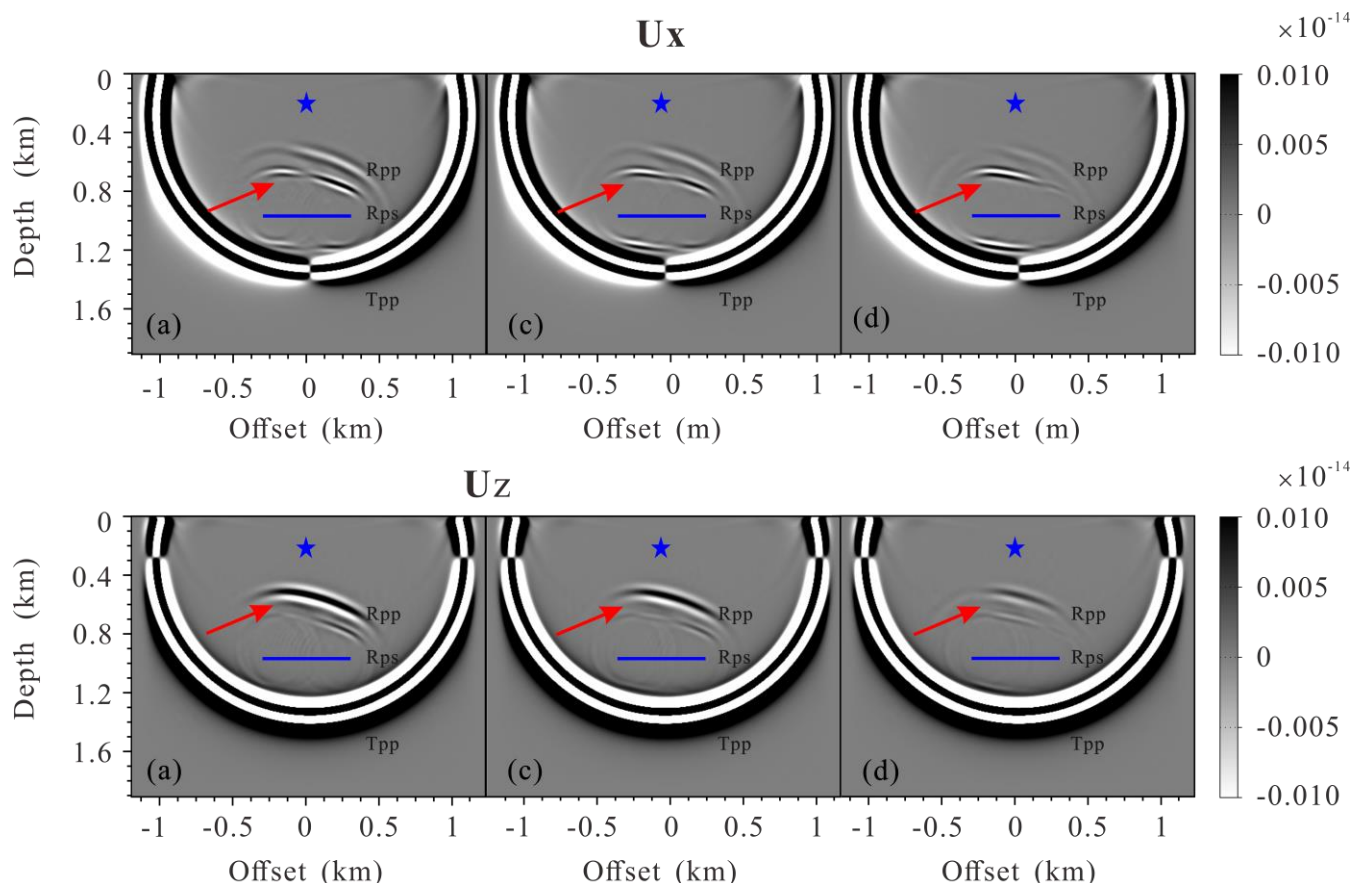 Ux
×10⁻¹⁴
Depth (km)
0
0.4
0.8
1.2
1.6
Rpp
Rps
Tpp
(a)
Rpp
Rps
Tpp
(c)
Rpp
Rps
Tpp
(d)
0.010
0.005
0
-0.005
-0.010
-1 -0.5 0 0.5 1 -1 -0.5 0 0.5 1 -1 -0.5 0 0.5 1
Offset (km) Offset (m) Offset (m)
Uz
×10⁻¹⁴
Depth (km)
0
0.4
0.8
1.2
1.6
Rpp
Rps
Tpp
(a)
Rpp
Rps
Tpp
(c)
Rpp
Rps
Tpp
(d)
0.010
0.005
0
-0.005
-0.010
-1 -0.5 0 0.5 1 -1 -0.5 0 0.5 1 -1 -0.5 0 0.5 1
Offset (km) Offset (km) Offset (km)